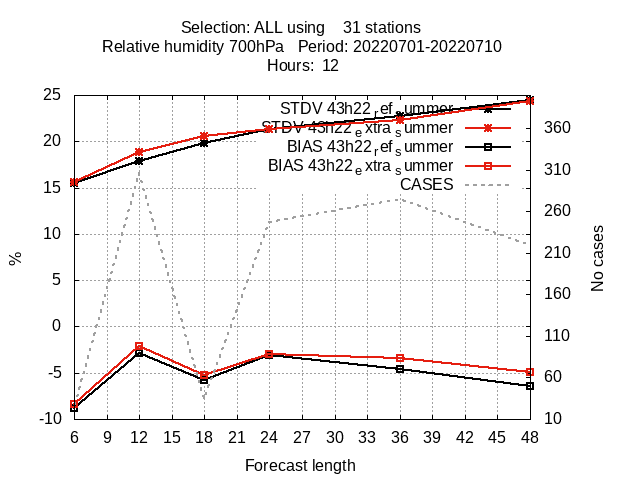 Selection: ALL using    31 stations
Relative humidity 700hPa   Period: 20220701-20220710
Hours:  12
STDV 43h22_ref_summer
STDV 43h22_extra_summer
BIAS 43h22_ref_summer
BIAS 43h22_extra_summer
CASES
25
20
15
10
5
0
-5
-10
%
360
310
260
210
160
110
60
10
No cases
6 9 12 15 18 21 24 27 30 33 36 39 42 45 48
Forecast length